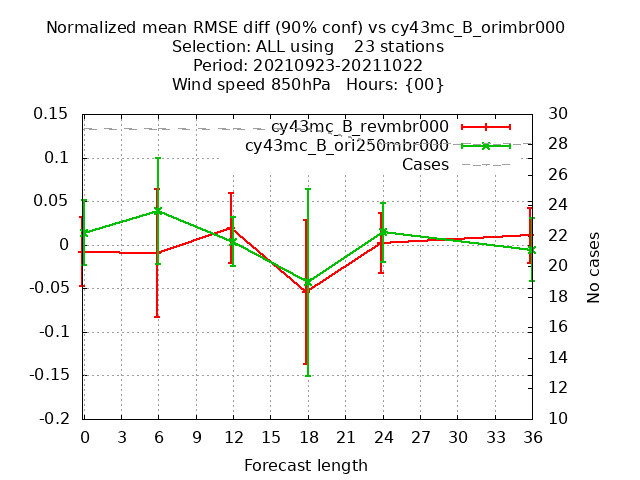 Normalized mean RMSE diff (90% conf) vs cy43mc_B_orimbr000
Selection: ALL using    23 stations
Period: 20210923-20211022
Wind speed 850hPa   Hours: {00}
cy43mc_B_revmbr000
cy43mc_B_ori250mbr000
Cases
0.15
0.1
0.05
0
-0.05
-0.1
-0.15
-0.2
30
28
26
24
22
20
18
16
14
12
10
No cases
0 3 6 9 12 15 18 21 24 27 30 33 36
Forecast length